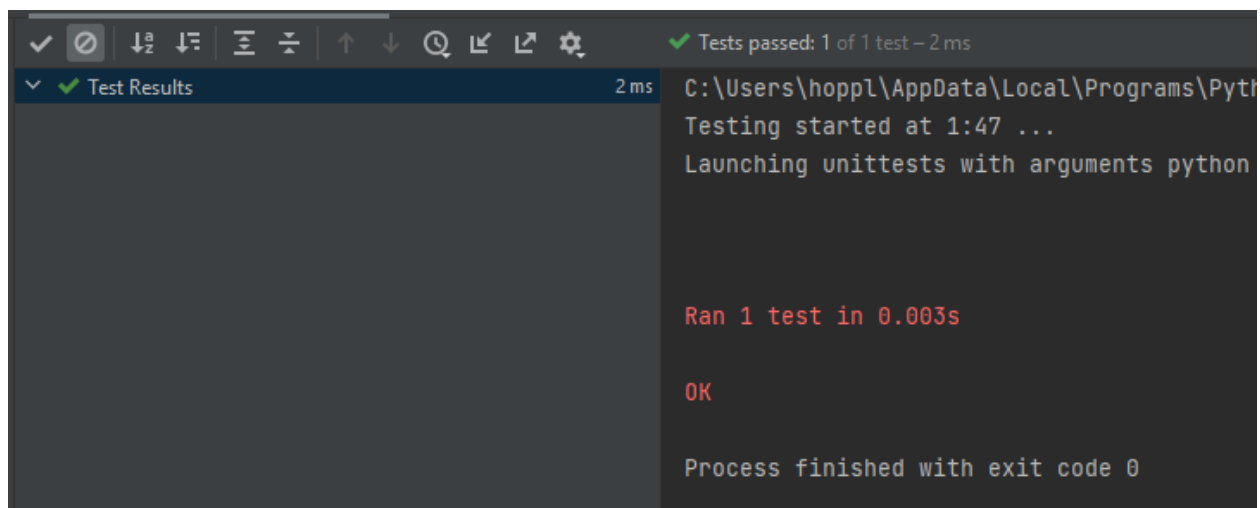 Tests passed: 1 of 1 test – 2 ms
Test Results 2 ms
C:\Users\hoppl\AppData\Local\Programs\Pyth
Testing started at 1:47 ...
Launching unittests with arguments python
Ran 1 test in 0.003s
OK
Process finished with exit code 0